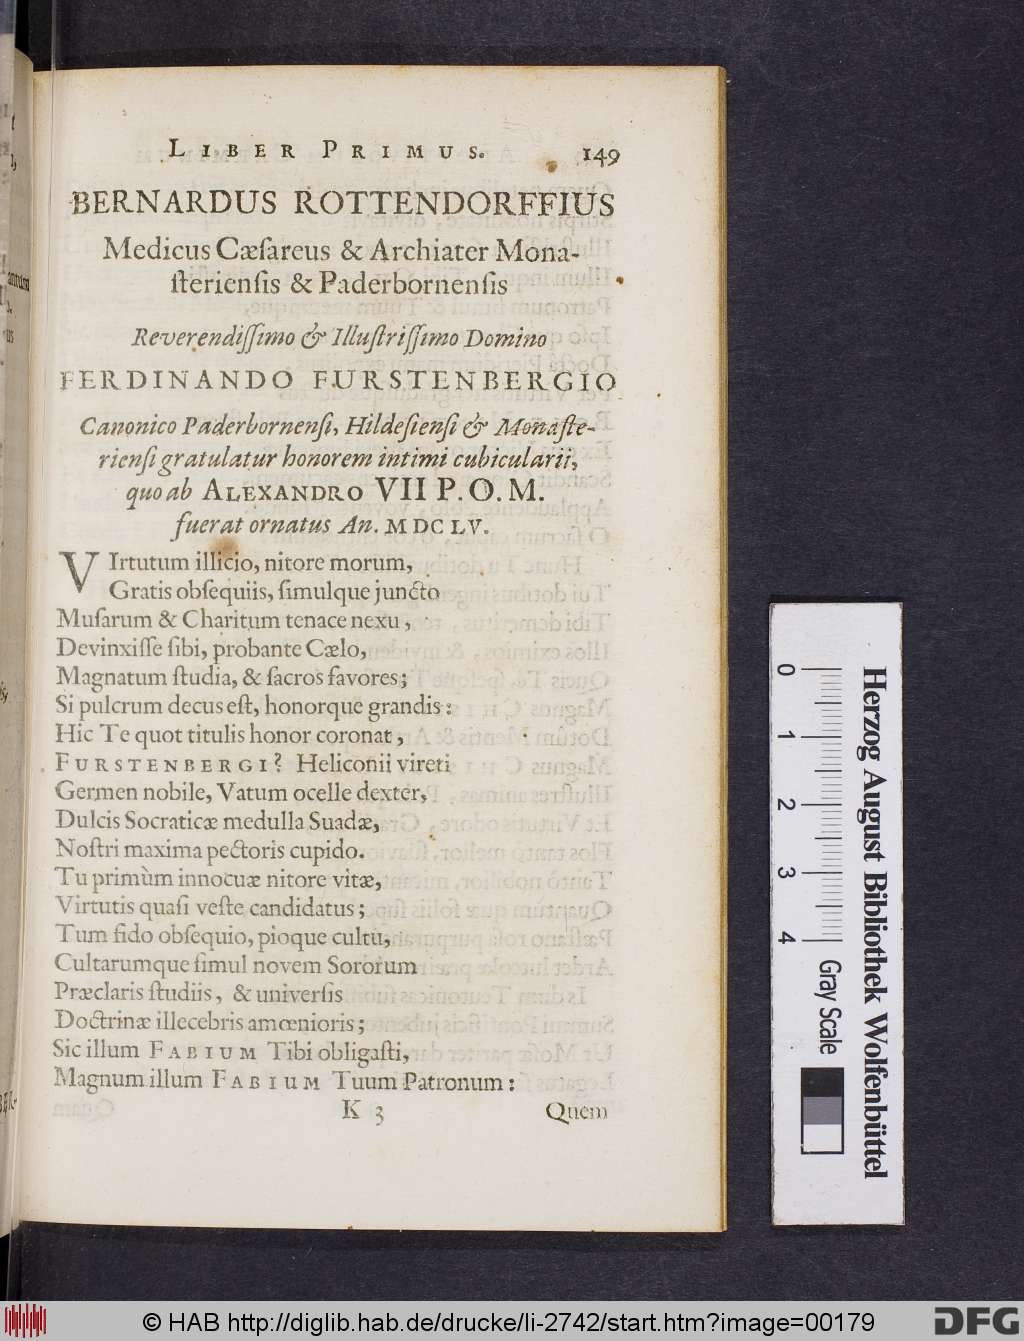 LIBER PRIMUS. 149
BERNARDUS ROTTENDORFFIUS
Medicus Cæſareus & Archiater Mona-
ſterienſis & Paderbornenſis
Reverendiſſimo & Illuſtriſſimo Domino
FERDINANDO FURSTENBERGIO
Canonico Paderbornenſi, Hildeſienſi & Monaſte-
rienſi gratulatur honorem intimi cubicularii,
quo ab ALEXANDRO VII P. O. M.
fuerat ornatus An. MDCLV.
VIrtutum illicio, nitore morum,
Gratis obſequiis, ſimulque juncto
Muſarum & Charitum tenace nexu,
Devinxiſſe ſibi, probante Cælo,
Magnatum ſtudia, & ſacros favores;
Si pulcrum decus eſt, honorque grandis:
Hic Te quot titulis honor coronat,
FURSTENBERGI? Heliconii vireti
Germen nobile, Vatum ocelle dexter,
Dulcis Socraticæ medulla Suadæ,
Noſtri maxima pectoris cupido.
Tu primùm innocuæ nitore vitæ,
Virtutis quaſi veſte candidatus;
Tum fido obſequio, pioque cultu,
Cultarumque ſimul novem Sororum
Præclaris ſtudiis, & univerſis
Doctrinæ illecebris amœnioris;
Sic illum FABIUM Tibi obligaſti,
Magnum illum FABIUM Tuum Patronum:
K 3 Quem
0 1 2 3 4 Gray Scale
Herzog August Bibliothek Wolfenbüttel
© HAB http://diglib.hab.de/drucke/li-2742/start.htm?image=00179
DFG